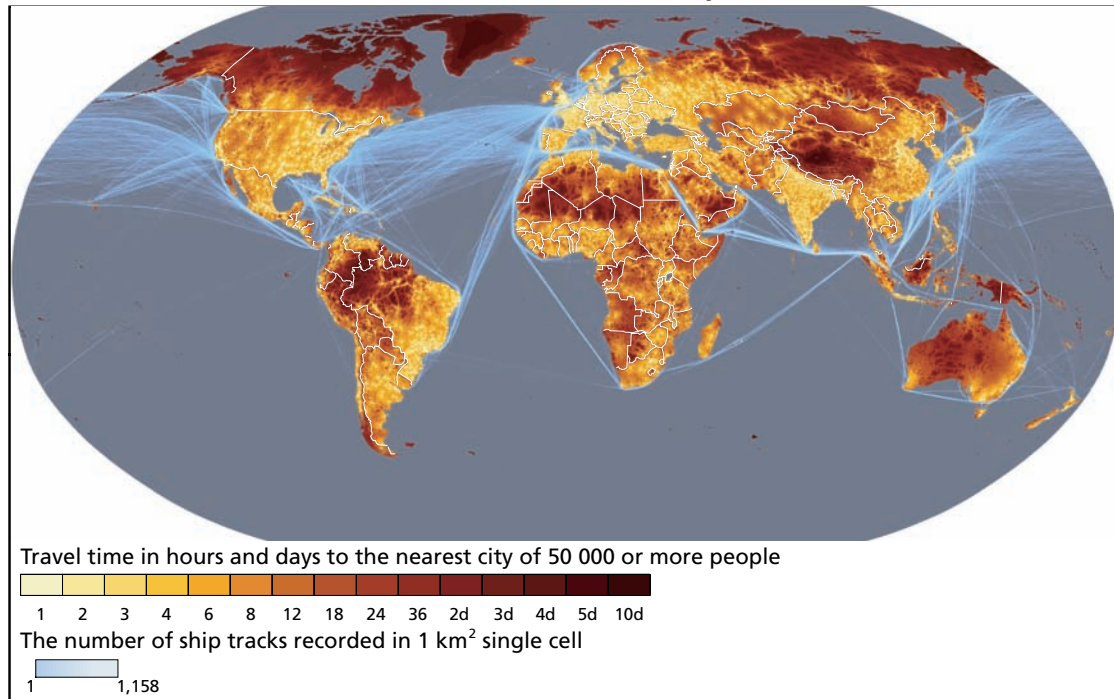 Travel time in hours and days to the nearest city of 50 000 or more people
1 2 3 4 6 8 12 18 24 36 2d 3d 4d 5d 10d
The number of ship tracks recorded in 1 km² single cell
1 1,158